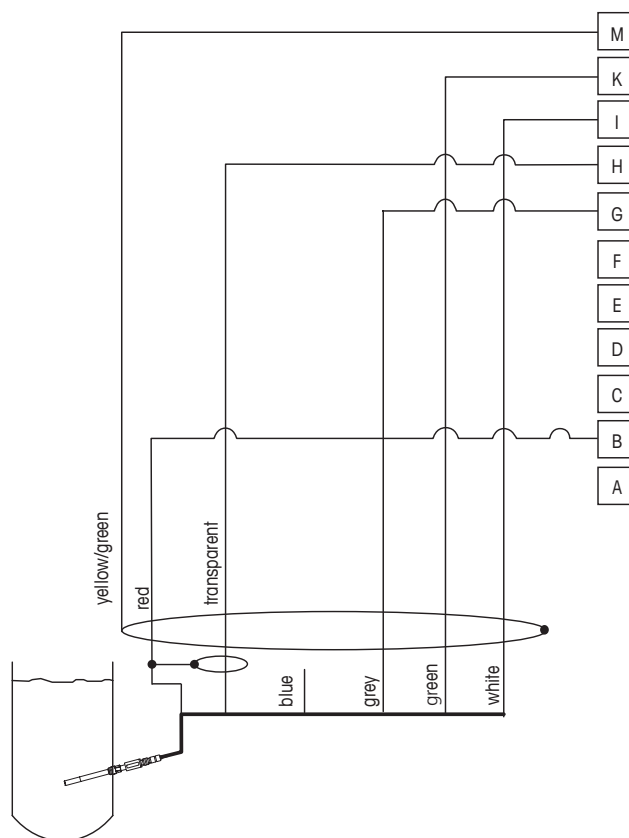 M
K
I
H
G
F
E
D
C
B
A
yellow/green
red
transparent
blue
grey
green
white